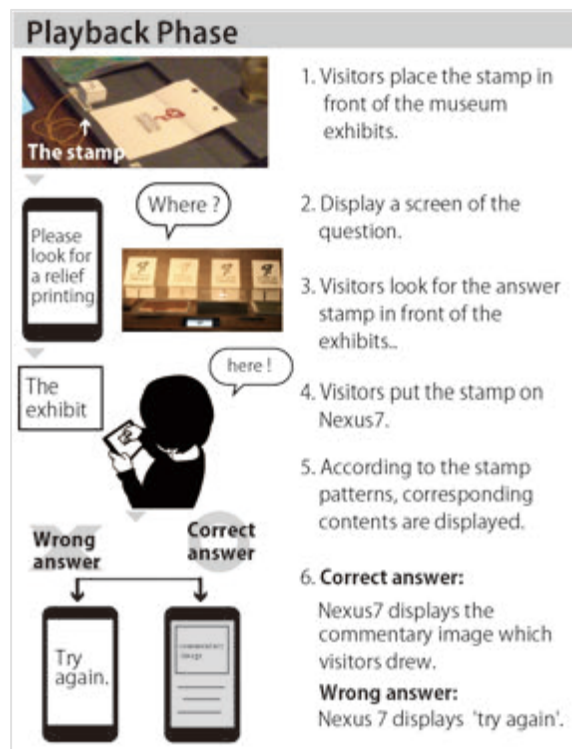 Playback Phase
The stamp
1. Visitors place the stamp in
front of the museum
exhibits.
Where ?
Please
look for
a relief
printing
2. Display a screen of the
question.
3. Visitors look for the answer
stamp in front of the
exhibits..
here !
The
exhibit
4. Visitors put the stamp on
Nexus7.
5. According to the stamp
patterns, corresponding
contents are displayed.
Wrong
answer
Correct
answer
6. Correct answer:
Nexus7 displays the
commentary image which
visitors drew.
Wrong answer:
Nexus 7 displays 'try again'.
Try
again.
commentary
image